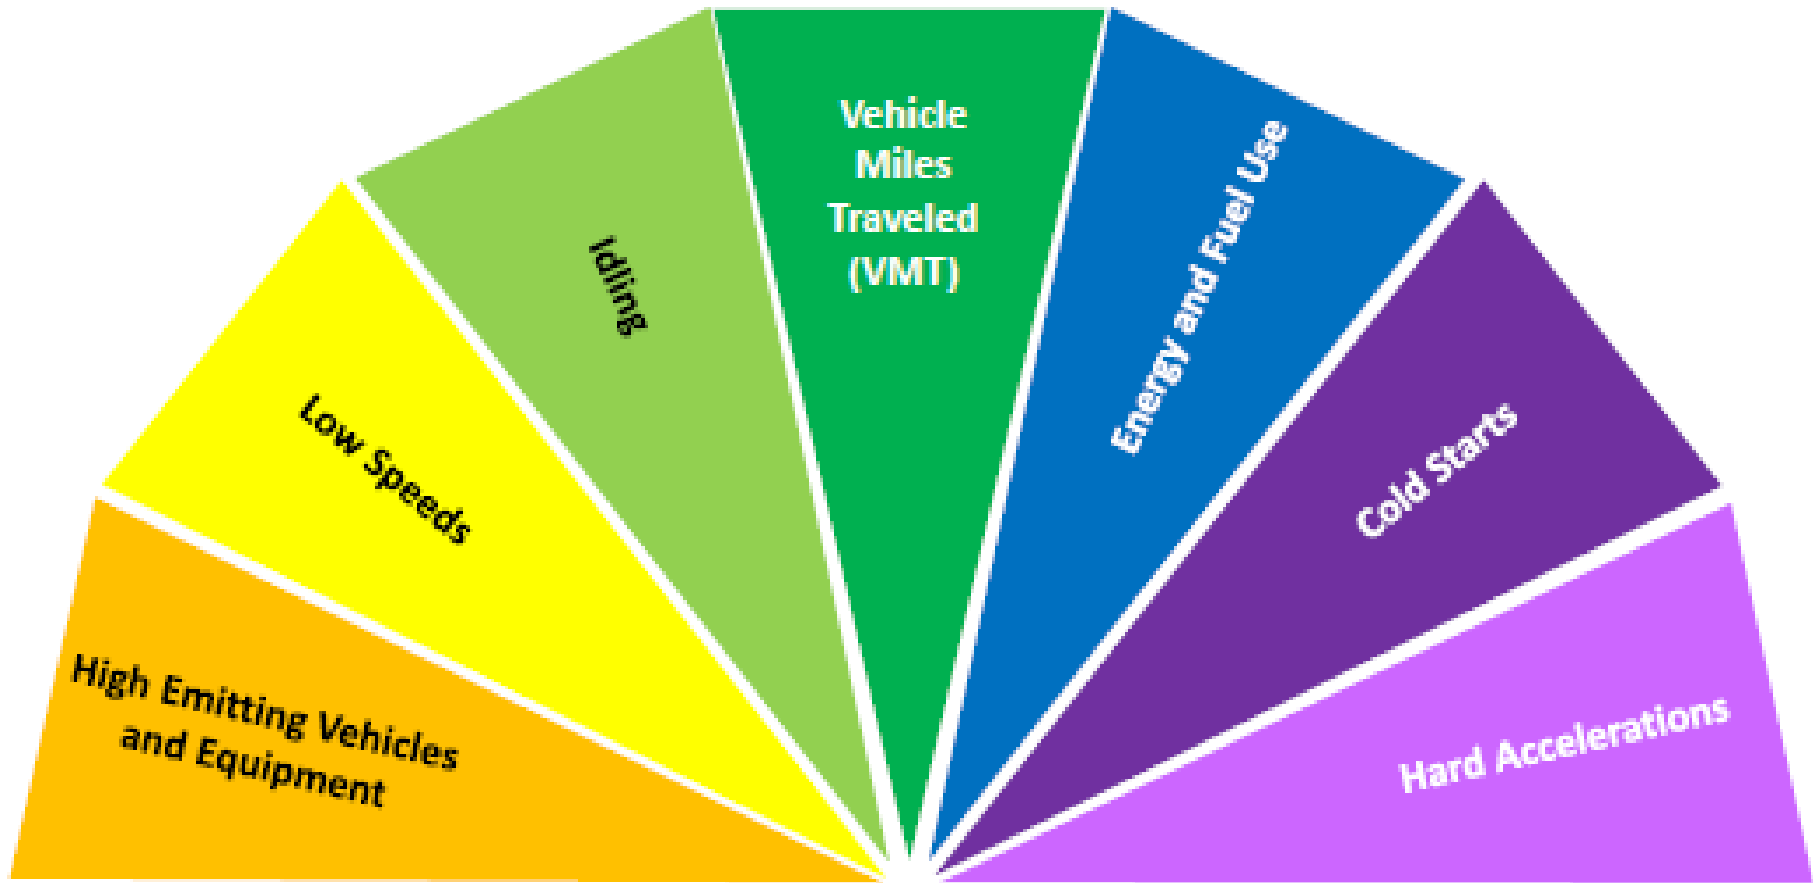 High Emitting Vehicles
and Equipment
Low Speeds
Idling
Vehicle
Miles
Traveled
(VMT)
Energy and Fuel Use
Cold Starts
Hard Accelerations